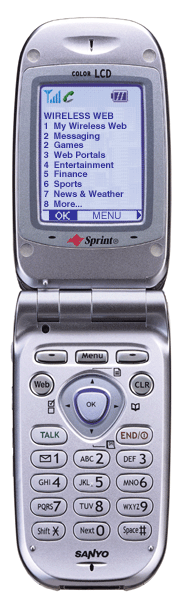 COLOR LCD
WIRELESS WEB
1 My Wireless Web
2 Messaging
2 Games
3 Web Portals
4 Entertainment
5 Finance
6 Sports
7 News & Weather
8 More...
OK MENU
Sprint®
Menu
Web CLR
OK
TALK END/
1 ABC 2 DEF 3
GHI 4 JKL 5 MNO 6
PQRS 7 TUV 8 WXYZ 9
Shift Next 0 Space #
SANYO